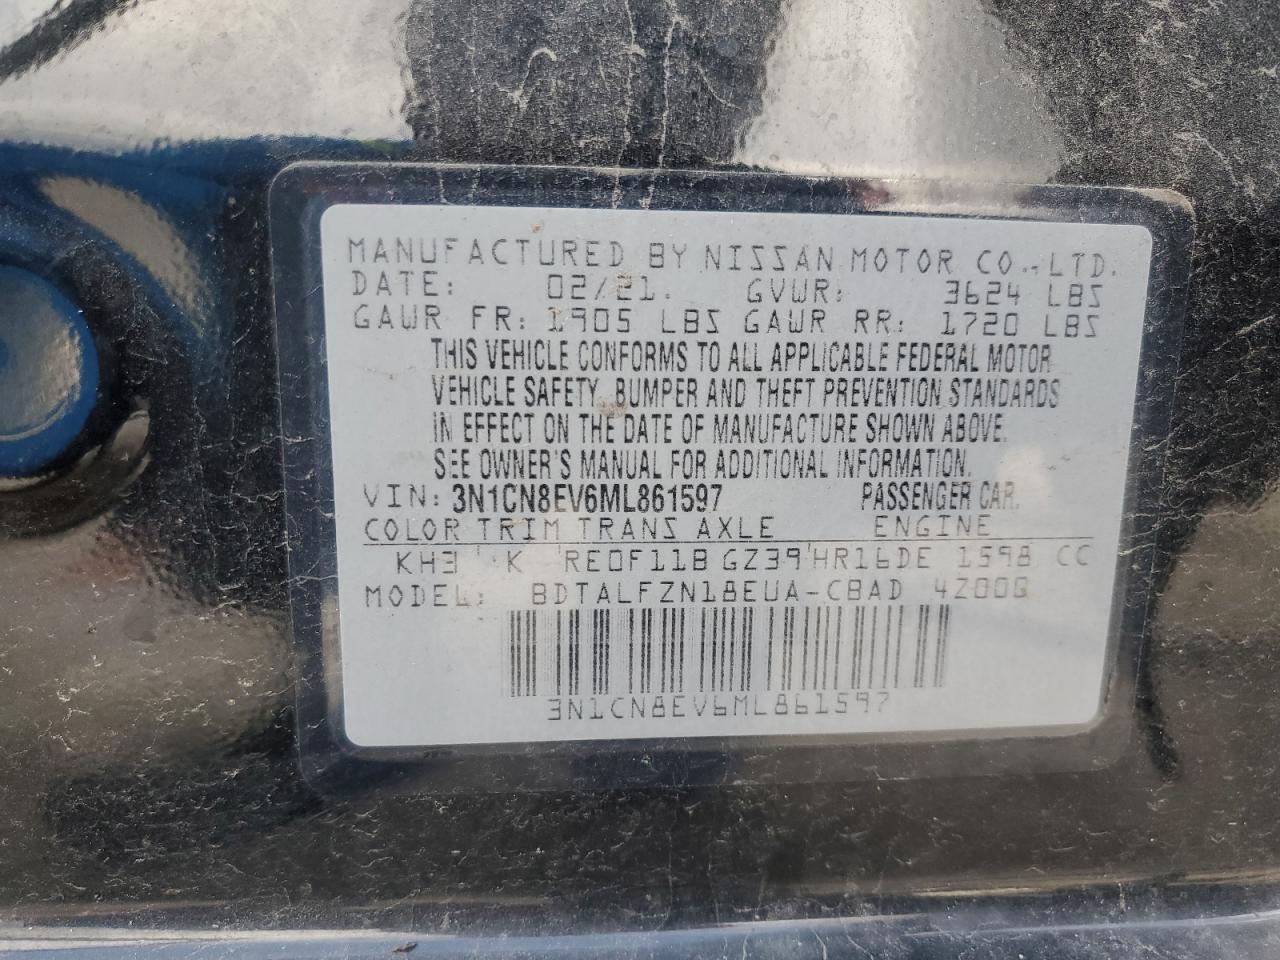 MANUFACTURED BY NISSAN MOTOR CO., LTD.
DATE: 02/21. GVWR: 3624 LBS
GAWR FR: 1905 LBS GAWR RR: 1720 LBS
THIS VEHICLE CONFORMS TO ALL APPLICABLE FEDERAL MOTOR
VEHICLE SAFETY, BUMPER AND THEFT PREVENTION STANDARDS
IN EFFECT ON THE DATE OF MANUFACTURE SHOWN ABOVE.
SEE OWNER'S MANUAL FOR ADDITIONAL INFORMATION.
VIN: 3N1CN8EV6ML861597 PASSENGER CAR.
COLOR TRIM TRANS AXLE ENGINE
KH3 K RE0F11B GZ39 HR16DE 1598 CC
MODEL: BDTALFZN18EUA-CBAD 4Z00G
3N1CN8EV6ML861597